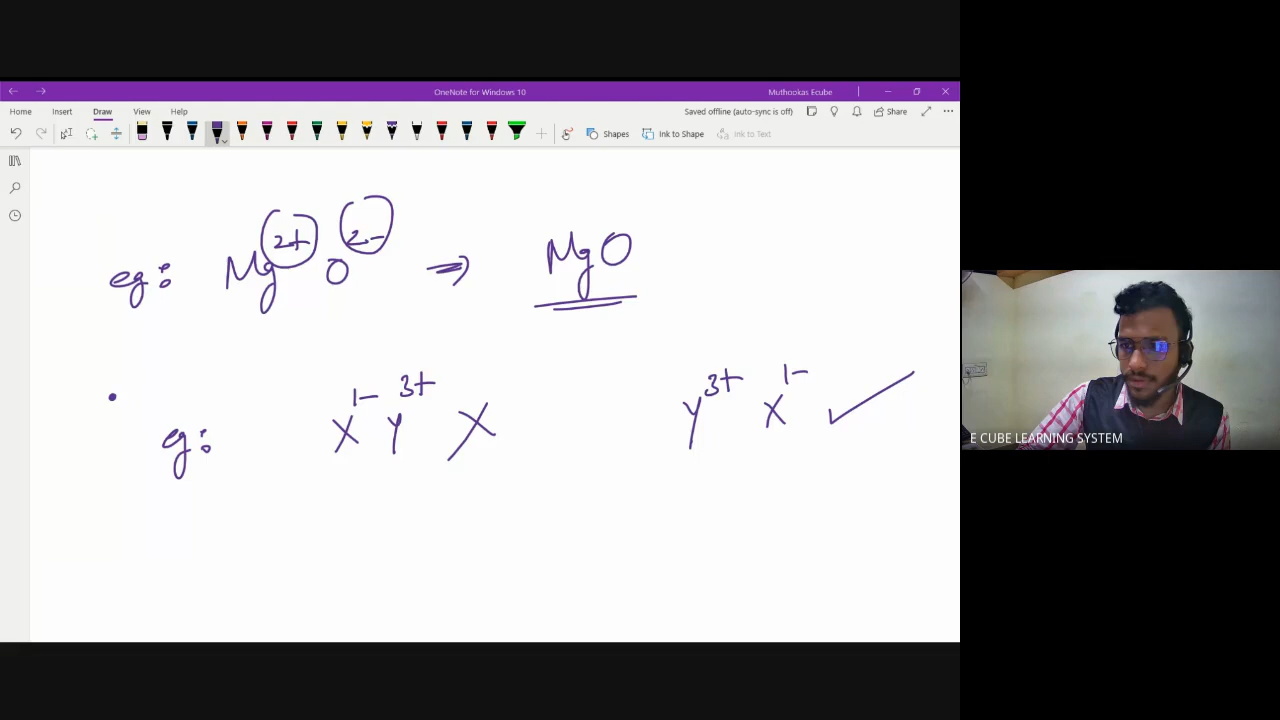 OneNote for Windows 10
Muthookas Ecube
Home Insert Draw View Help
Saved offline (auto-sync is off)
Share
Shapes
Ink to Shape
Ink to Text
eg: Mg2+ O2- ⇒ MgO
eg: X1- Y3+ ✗ Y3+ X1- ✓
E CUBE LEARNING SYSTEM